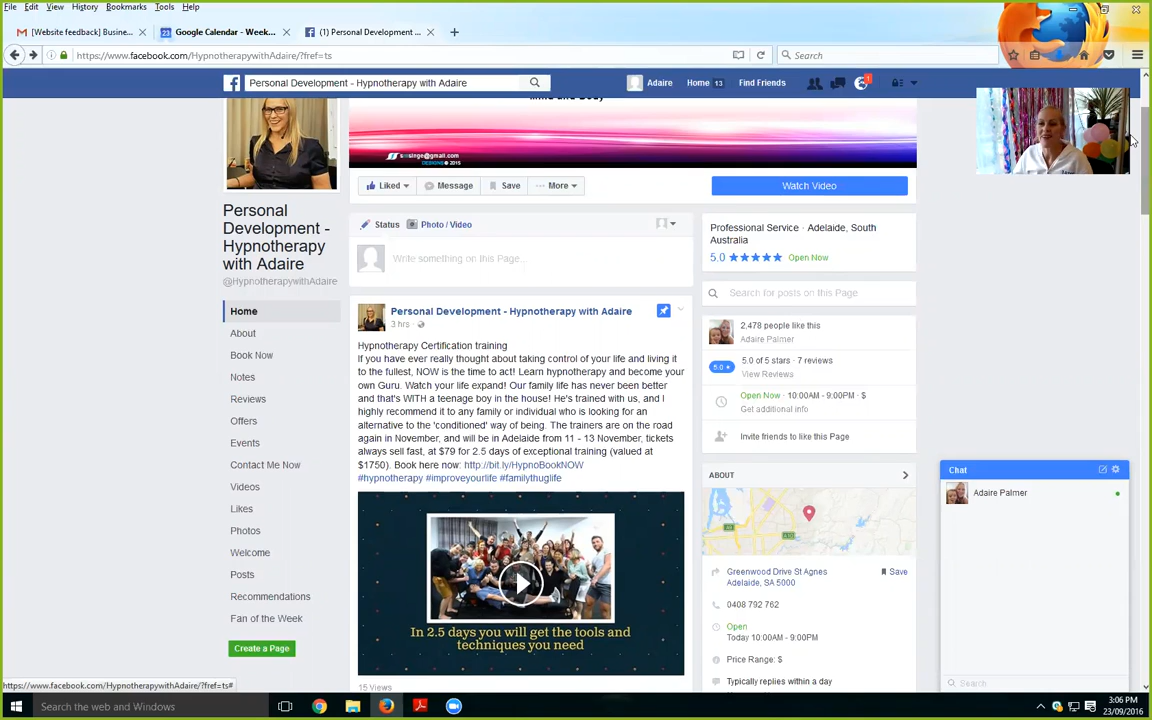 File Edit View History Bookmarks Tools Help
[Website feedback] Busine... Google Calendar - Week... (1) Personal Development ...
https://www.facebook.com/HypnotherapywithAdaire/?fref=ts Search
Personal Development - Hypnotherapy with Adaire Adaire Home 13 Find Friends 1
Mind and Body
DESIGNS © 2015
Liked Message Save More Watch Video
Personal
Development -
Hypnotherapy
with Adaire
@HypnotherapywithAdaire
Home
About
Book Now
Notes
Reviews
Offers
Events
Contact Me Now
Videos
Likes
Photos
Welcome
Posts
Recommendations
Fan of the Week
Create a Page
Status Photo / Video
Write something on this Page...
Personal Development - Hypnotherapy with Adaire
3 hrs
Hypnotherapy Certification training
If you have ever really thought about taking control of your life and living it
to the fullest, NOW is the time to act! Learn hypnotherapy and become your
own Guru. Watch your life expand! Our family life has never been better
and that's WITH a teenage boy in the house! He's trained with us, and I
highly recommend it to any family or individual who is looking for an
alternative to the 'conditioned' way of being. The trainers are on the road
again in November, and will be in Adelaide from 11 - 13 November, tickets
always sell fast, at $79 for 2.5 days of exceptional training (valued at
$1750). Book here now: http://bit.ly/HypnoBookNOW
#hypnotherapy #improveyourlife #familythuglife
In 2.5 days you will get the tools and
techniques you need
15 Views
Professional Service · Adelaide, South
Australia
5.0 Open Now
Search for posts on this Page
2,478 people like this
Adaire Palmer
5.0 5.0 of 5 stars · 7 reviews
View Reviews
Open Now · 10:00AM - 9:00PM · $
Get additional info
Invite friends to like this Page
ABOUT
Greenwood Drive St Agnes Save
Adelaide, SA 5000
0408 792 762
Open
Today 10:00AM - 9:00PM
Price Range: $
Typically replies within a day
Chat
Adaire Palmer
Search
https://www.facebook.com/HypnotherapywithAdaire/?fref=ts#
Search the web and Windows
3:06 PM
23/09/2016